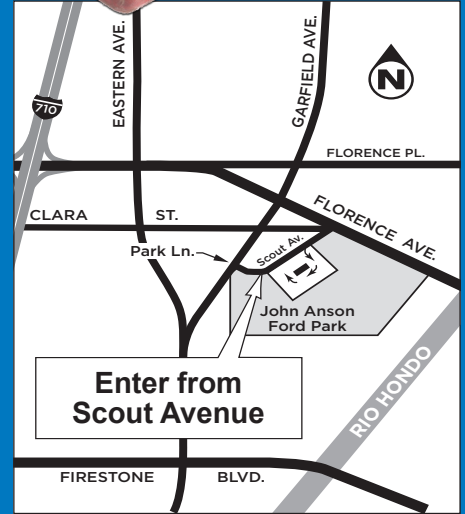 EASTERN AVE.
GARFIELD AVE.
N
710
FLORENCE PL.
CLARA ST.
FLORENCE AVE.
Park Ln.
Scout Av.
John Anson
Ford Park
Enter from
Scout Avenue
RIO HONDO
FIRESTONE BLVD.